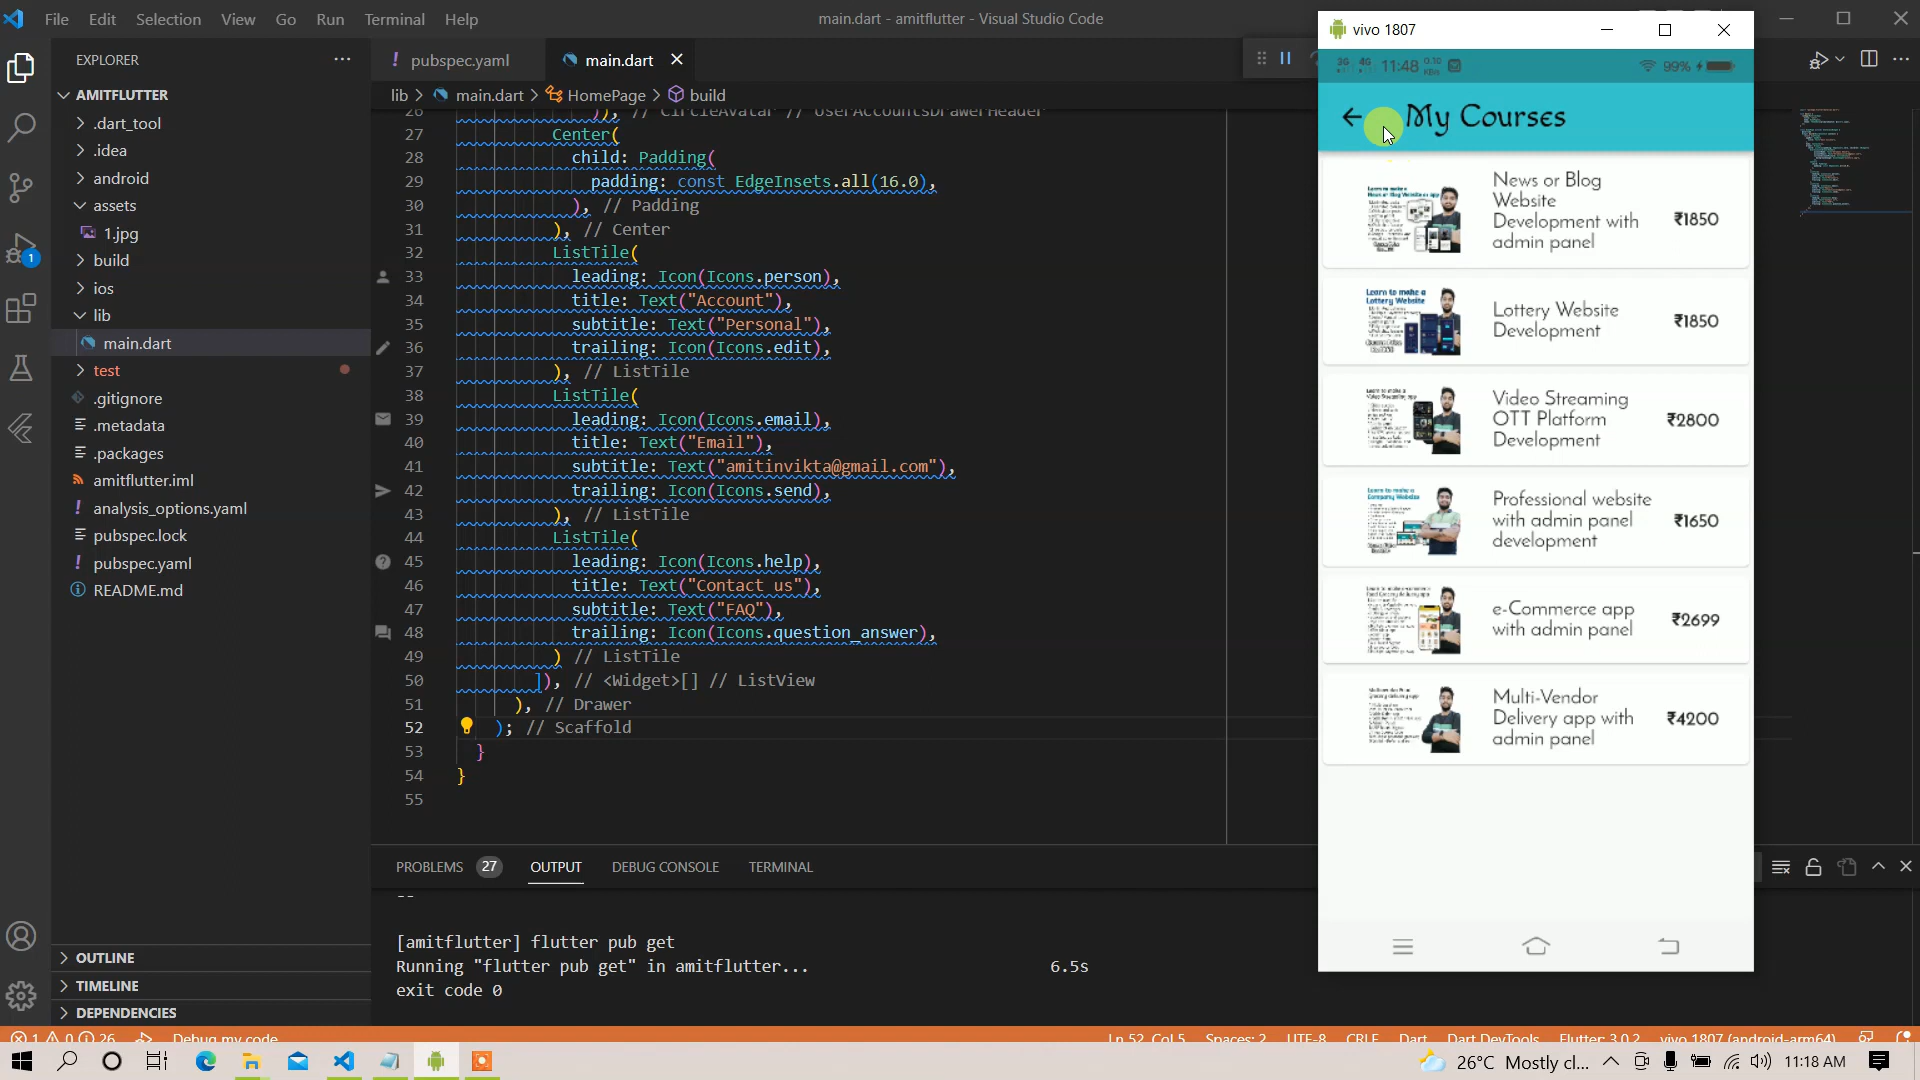 File Edit Selection View Go Run Terminal Help
main.dart - amitflutter - Visual Studio Code
EXPLORER
AMITFLUTTER
.dart_tool
.idea
android
assets
1.jpg
build
ios
lib
main.dart
test
.gitignore
.metadata
.packages
amitflutter.iml
analysis_options.yaml
pubspec.lock
pubspec.yaml
README.md
OUTLINE
TIMELINE
DEPENDENCIES
1
! pubspec.yaml main.dart
lib > main.dart > HomePage > build
26 )), // CircleAvatar // UserAccountsDrawerHeader
27 Center(
28 child: Padding(
29 padding: const EdgeInsets.all(16.0),
30 ), // Padding
31 ), // Center
32 ListTile(
33 leading: Icon(Icons.person),
34 title: Text("Account"),
35 subtitle: Text("Personal"),
36 trailing: Icon(Icons.edit),
37 ), // ListTile
38 ListTile(
39 leading: Icon(Icons.email),
40 title: Text("Email"),
41 subtitle: Text("amitinvikta@gmail.com"),
42 trailing: Icon(Icons.send),
43 ), // ListTile
44 ListTile(
45 leading: Icon(Icons.help),
46 title: Text("Contact us"),
47 subtitle: Text("FAQ"),
48 trailing: Icon(Icons.question_answer),
49 ) // ListTile
50 ]), // <Widget>[] // ListView
51 ), // Drawer
52 ); // Scaffold
53 }
54 }
55
PROBLEMS 27 OUTPUT DEBUG CONSOLE TERMINAL
--
[amitflutter] flutter pub get
Running "flutter pub get" in amitflutter... 6.5s
exit code 0
vivo 1807
3G 4G 11:48 0.10 KB/s 99%
My Courses
News or Blog
Website
Development with
admin panel
₹1850
Lottery Website
Development
₹1850
Video Streaming
OTT Platform
Development
₹2800
Professional website
with admin panel
development
₹1650
e-Commerce app
with admin panel
₹2699
Multi-Vendor
Delivery app with
admin panel
₹4200
1 0 26 Debug my code
Ln 52, Col 5 Spaces: 2 UTF-8 CRLF Dart Dart DevTools Flutter: 3.0.2 vivo 1807 (android-arm64)
26°C Mostly cl... 11:18 AM